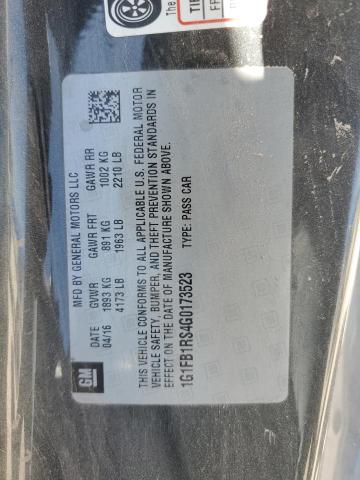 MFD BY GENERAL MOTORS LLC
DATE GVWR GAWR FRT GAWR RR
04/16 1893 KG 891 KG 1002 KG
4173 LB 1963 LB 2210 LB
THIS VEHICLE CONFORMS TO ALL APPLICABLE U.S. FEDERAL MOTOR
VEHICLE SAFETY, BUMPER, AND THEFT PREVENTION STANDARDS IN
EFFECT ON THE DATE OF MANUFACTURE SHOWN ABOVE.
1G1FB1RS4G0173523 TYPE: PASS CAR
GM
The
TIR